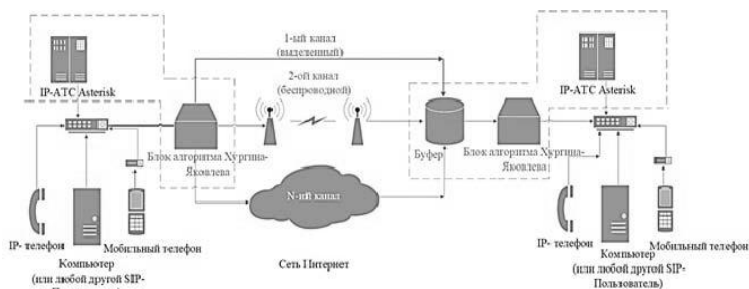 1-ый канал
(выделенный)
2-ой канал
(беспроводной)
IP-АТС Asterisk
IP-АТС Asterisk
Блок алгоритма Хургина-
Яковлева
Буфер
Блок алгоритма Хургина-
Яковлева
N-ый канал
Сеть Интернет
IP- телефон
Мобильный телефон
Компьютер
(или любой другой SIP-
IP- телефон
Мобильный телефон
Компьютер
(или любой другой SIP-
Пользователь)